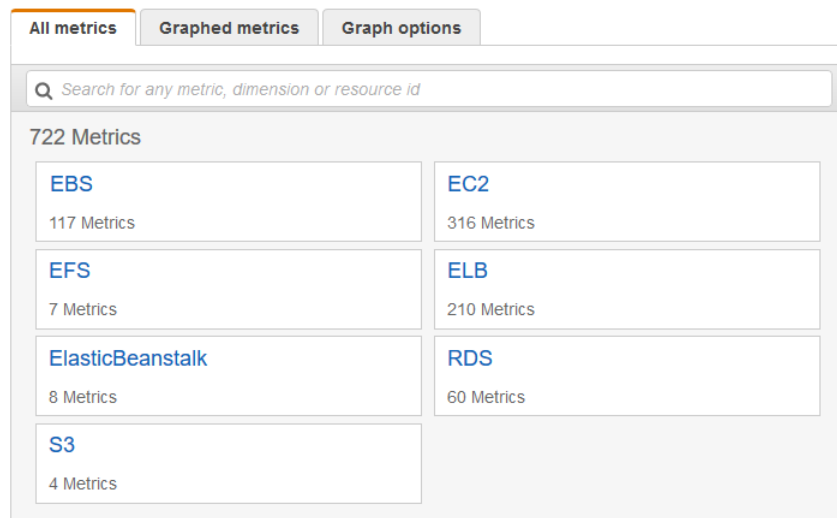 All metrics Graphed metrics Graph options
Search for any metric, dimension or resource id
722 Metrics
EBS
117 Metrics
EC2
316 Metrics
EFS
7 Metrics
ELB
210 Metrics
ElasticBeanstalk
8 Metrics
RDS
60 Metrics
S3
4 Metrics